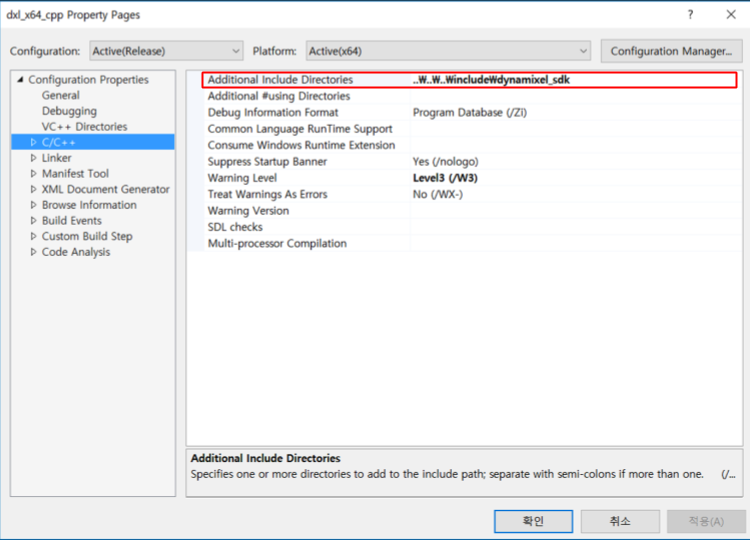 dxl_x64_cpp Property Pages
Configuration: Active(Release) Platform: Active(x64) Configuration Manager...
Configuration Properties
General
Debugging
VC++ Directories
C/C++
Linker
Manifest Tool
XML Document Generator
Browse Information
Build Events
Custom Build Step
Code Analysis
Additional Include Directories ..₩..₩..₩include₩dynamixel_sdk
Additional #using Directories
Debug Information Format Program Database (/Zi)
Common Language RunTime Support
Consume Windows Runtime Extension
Suppress Startup Banner Yes (/nologo)
Warning Level Level3 (/W3)
Treat Warnings As Errors No (/WX-)
Warning Version
SDL checks
Multi-processor Compilation
Additional Include Directories
Specifies one or more directories to add to the include path; separate with semi-colons if more than one. (/...
확인 취소 적용(A)